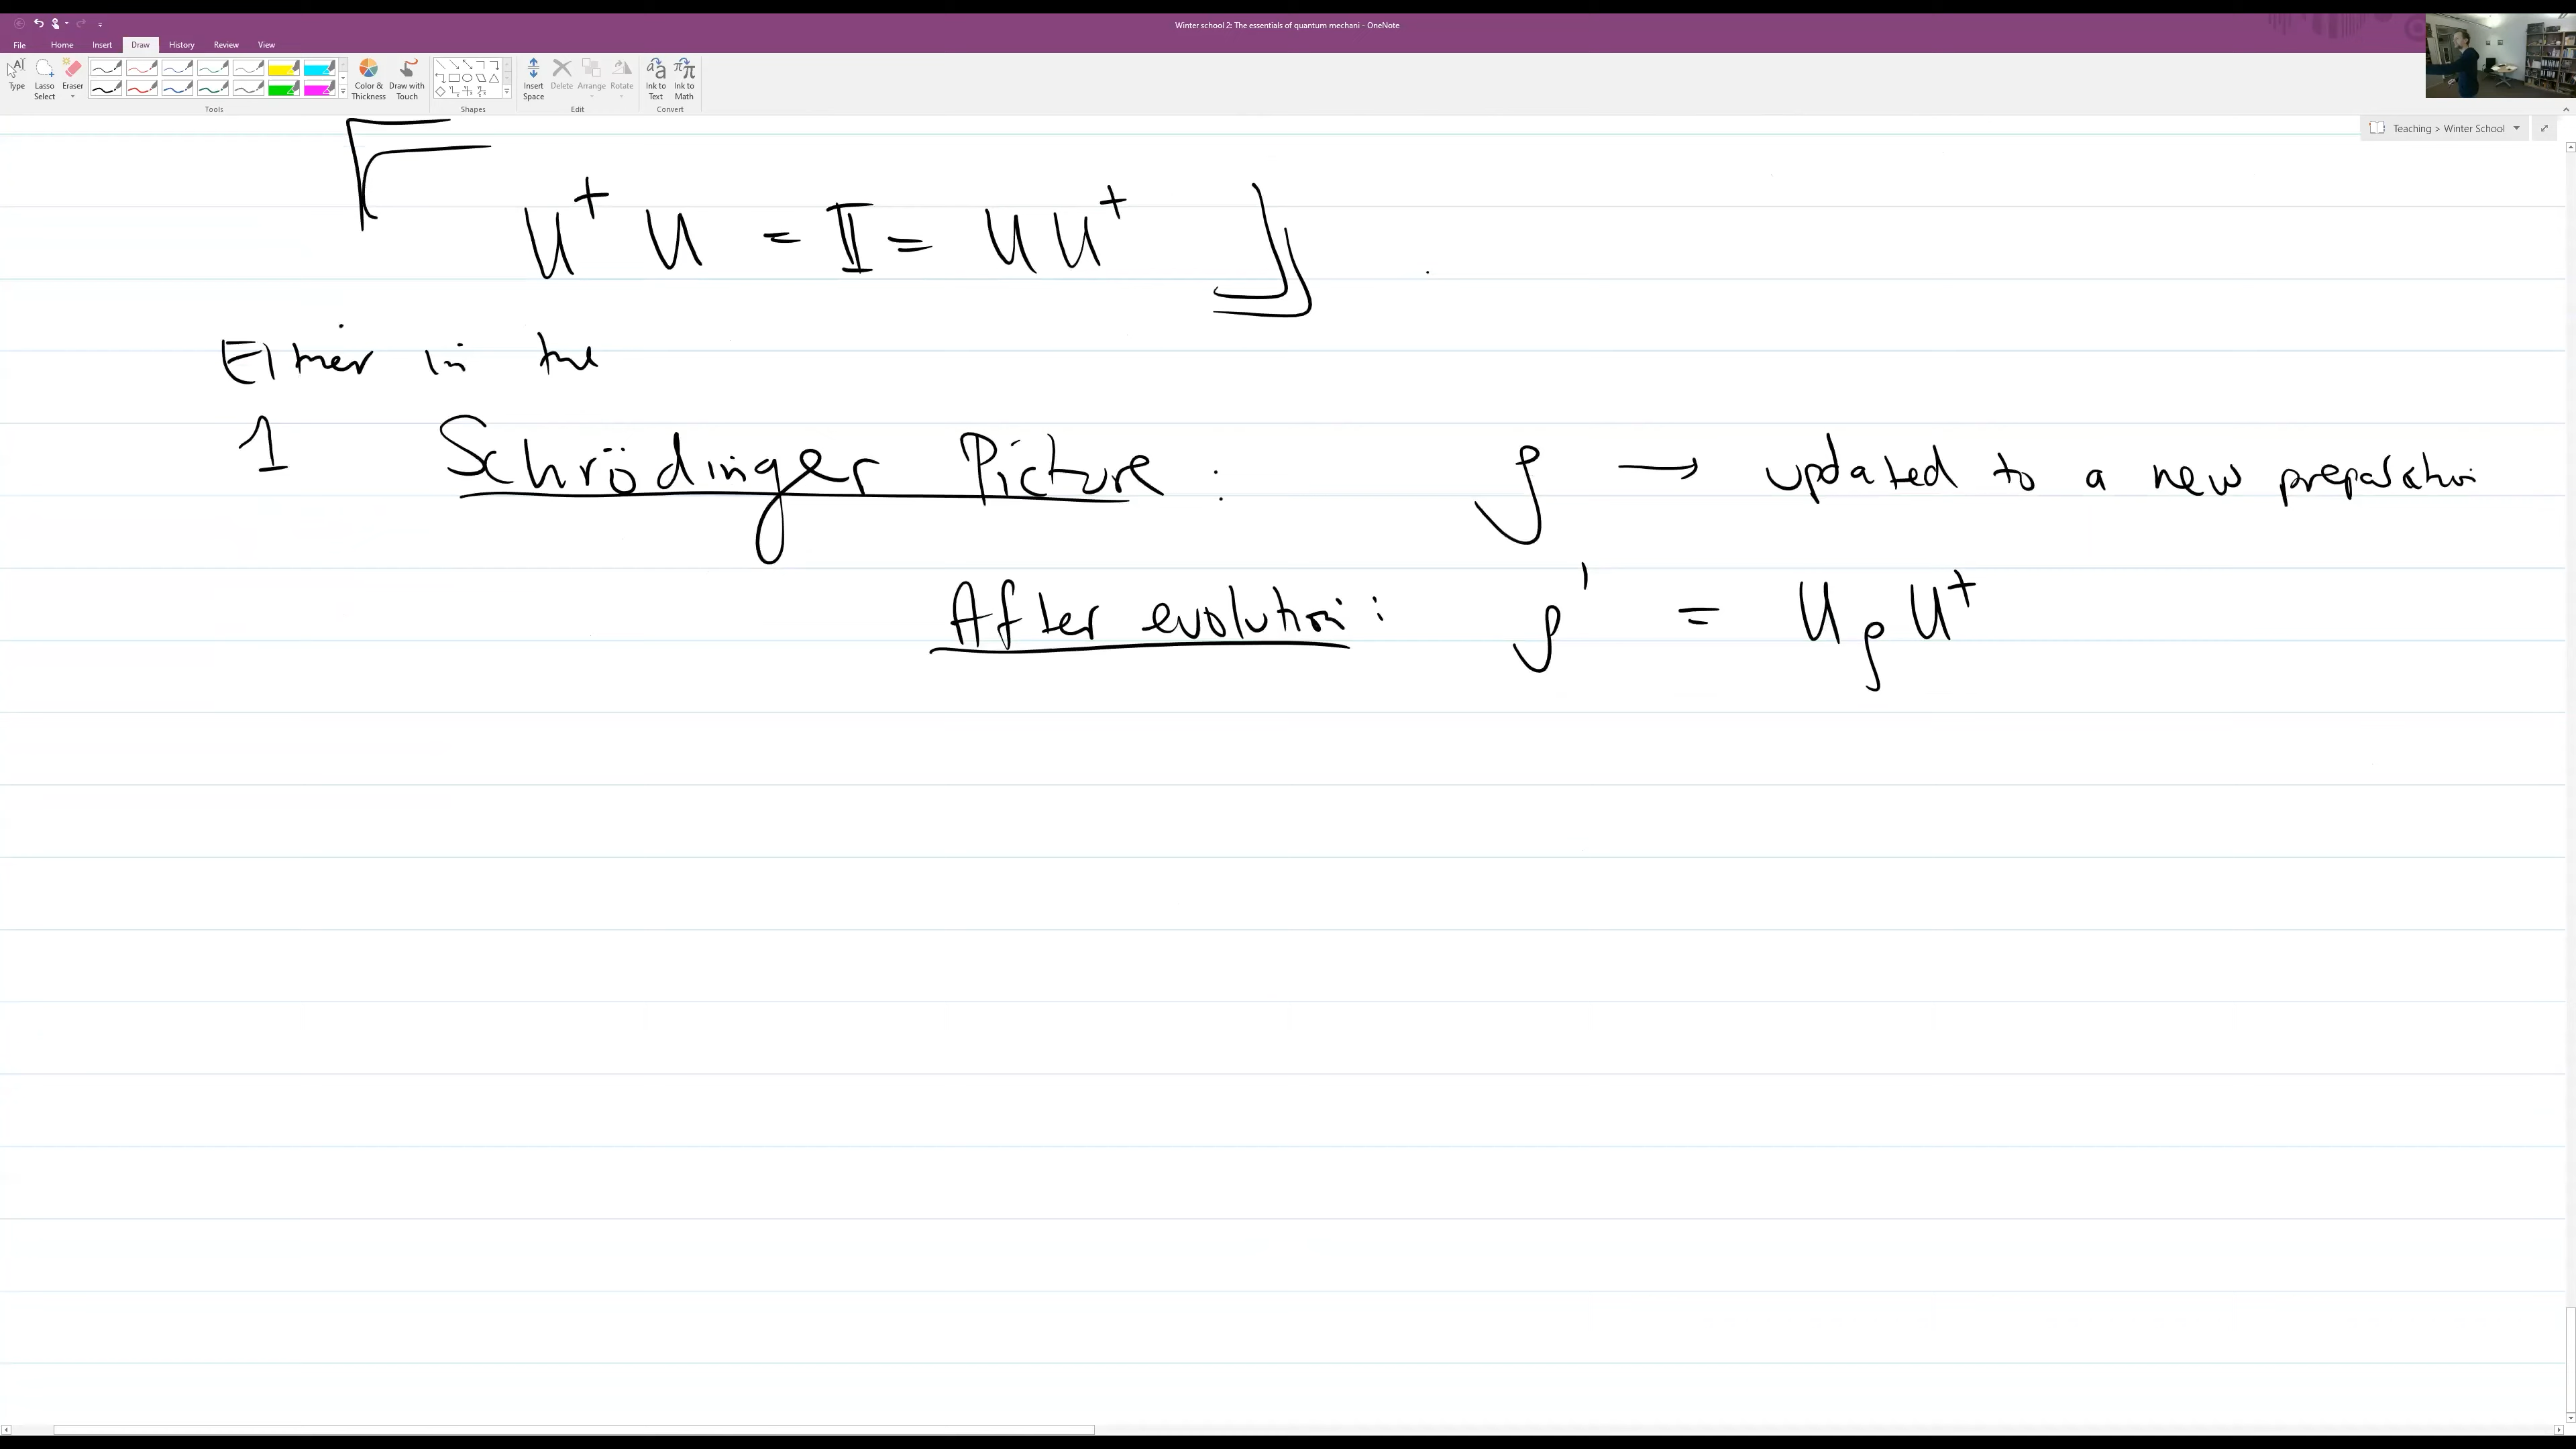 Winter school 2: The essentials of quantum mechani - OneNote
File Home Insert Draw History Review View
Type Lasso Select Eraser Color & Thickness Draw with Touch Insert Space Delete Arrange Rotate Ink to Text Ink to Math
Tools Shapes Edit Convert
Teaching > Winter School
U† U = 𝕀 = U U†
Either in the
1 Schrödinger Picture : ρ → updated to a new preparation
After evolution: ρ' = U ρ U†